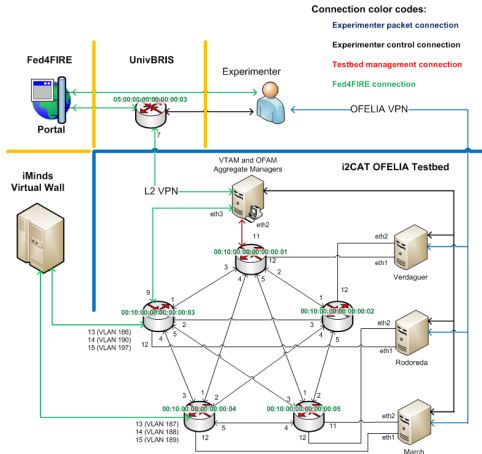 Connection color codes:
Experimenter packet connection
Experimenter control connection
Testbed management connection
Fed4FIRE connection
Fed4FIRE
UnivBRIS
Experimenter
05:00:00:00:00:00:00:03
Portal
OFELIA VPN
7
iMinds
Virtual Wall
VTAM and OFAM
Aggregate Managers
i2CAT OFELIA Testbed
L2 VPN
eth3
eth2
11
00:10:00:00:00:00:00:01
12
3
4
5
2
eth2
eth1
Verdaguer
9
1
00:10:00:00:00:00:00:03
2
4
5
12
12
1
00:10:00:00:00:00:00:02
2
3
4
5
13 (VLAN 186)
14 (VLAN 190)
15 (VLAN 197)
12
eth2
eth1
Rodoreda
3
1
2
00:10:00:00:00:00:00:04
5
12
13 (VLAN 187)
14 (VLAN 188)
15 (VLAN 189)
3
1
2
00:10:00:00:00:00:00:05
4
11
12
eth2
eth1
March